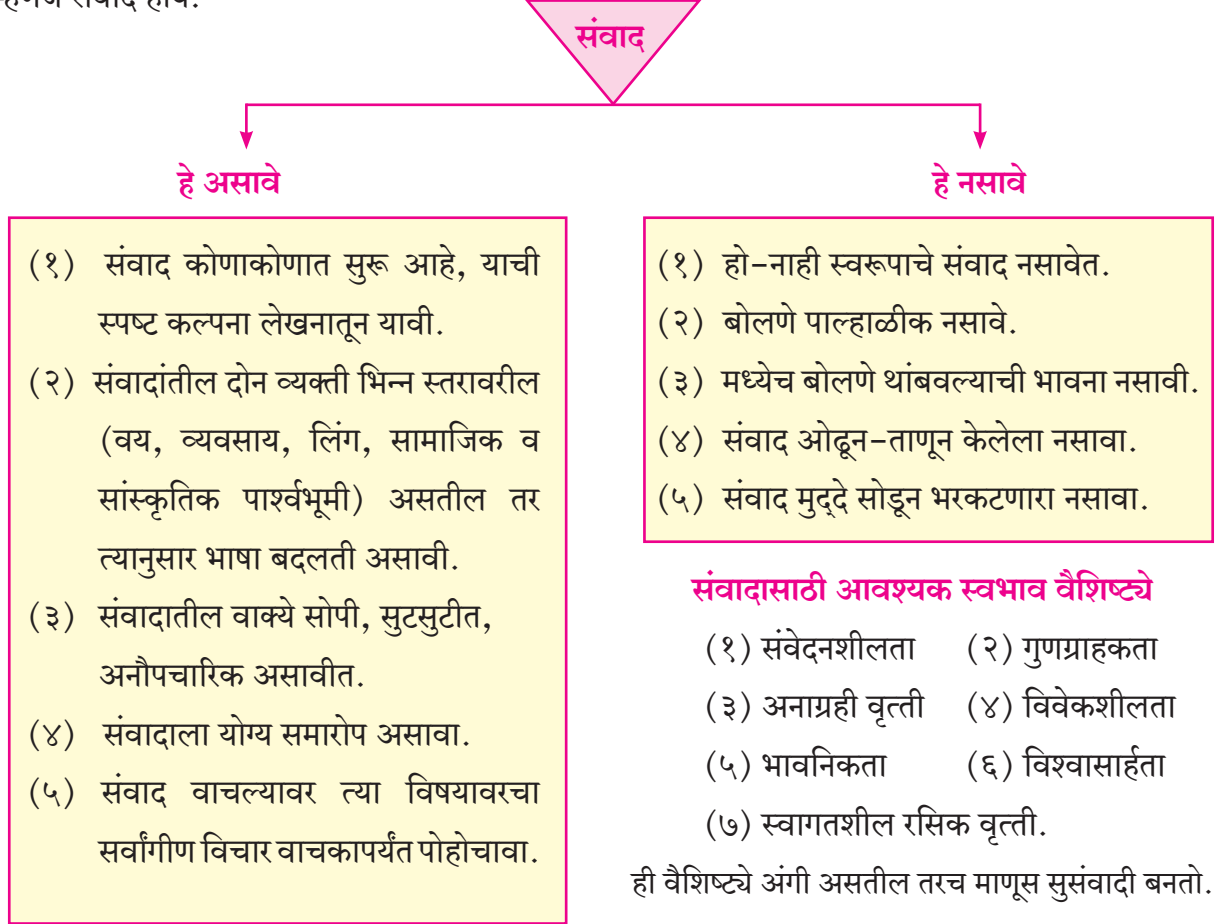 म्हणजे संवाद होय.
संवाद
हे असावे
(१) संवाद कोणाकोणात सुरू आहे, याची
स्पष्ट कल्पना लेखनातून यावी.
(२) संवादांतील दोन व्यक्ती भिन्न स्तरावरील
(वय, व्यवसाय, लिंग, सामाजिक व
सांस्कृतिक पार्श्वभूमी) असतील तर
त्यानुसार भाषा बदलती असावी.
(३) संवादातील वाक्ये सोपी, सुटसुटीत,
अनौपचारिक असावीत.
(४) संवादाला योग्य समारोप असावा.
(५) संवाद वाचल्यावर त्या विषयावरचा
सर्वांगीण विचार वाचकापर्यंत पोहोचावा.
हे नसावे
(१) हो-नाही स्वरूपाचे संवाद नसावेत.
(२) बोलणे पाल्हाळीक नसावे.
(३) मध्येच बोलणे थांबवल्याची भावना नसावी.
(४) संवाद ओढून-ताणून केलेला नसावा.
(५) संवाद मुद्दे सोडून भरकटणारा नसावा.
संवादासाठी आवश्यक स्वभाव वैशिष्ट्ये
(१) संवेदनशीलता (२) गुणग्राहकता
(३) अनाग्रही वृत्ती (४) विवेकशीलता
(५) भावनिकता (६) विश्वासार्हता
(७) स्वागतशील रसिक वृत्ती.
ही वैशिष्ट्ये अंगी असतील तरच माणूस सुसंवादी बनतो.